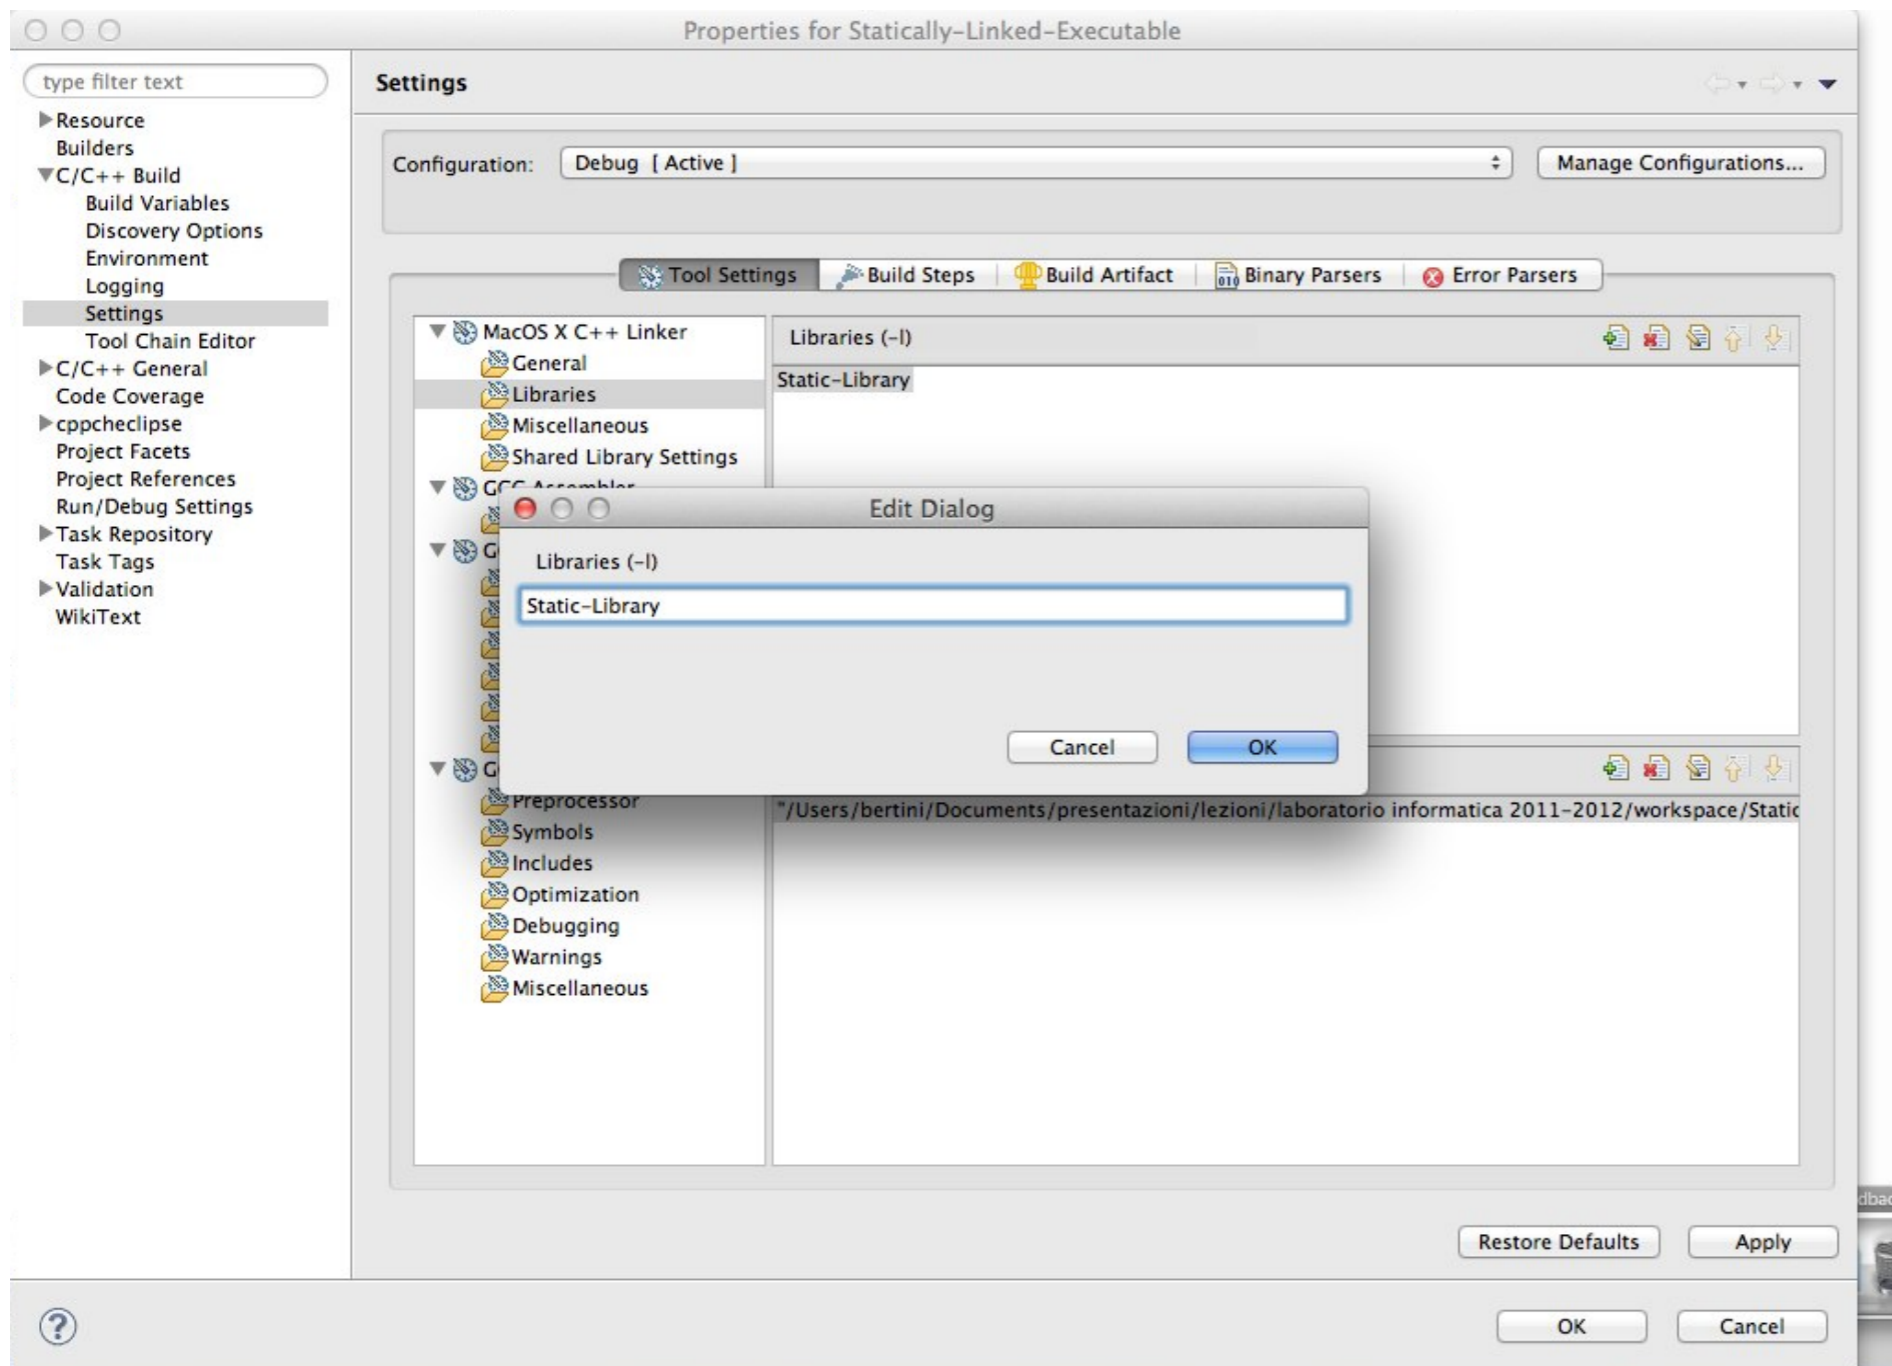 Properties for Statically-Linked-Executable
type filter text
Resource
Builders
C/C++ Build
Build Variables
Discovery Options
Environment
Logging
Settings
Tool Chain Editor
C/C++ General
Code Coverage
cppcheclipse
Project Facets
Project References
Run/Debug Settings
Task Repository
Task Tags
Validation
WikiText
Settings
Configuration: Debug [ Active ] Manage Configurations...
Tool Settings Build Steps Build Artifact Binary Parsers Error Parsers
MacOS X C++ Linker
General
Libraries
Miscellaneous
Shared Library Settings
Preprocessor
Symbols
Includes
Optimization
Debugging
Warnings
Miscellaneous
Libraries (-l)
Static-Library
Edit Dialog
Libraries (-l)
Static-Library
Cancel OK
"/Users/bertini/Documents/presentazioni/lezioni/laboratorio informatica 2011-2012/workspace/Static
Restore Defaults Apply
? OK Cancel